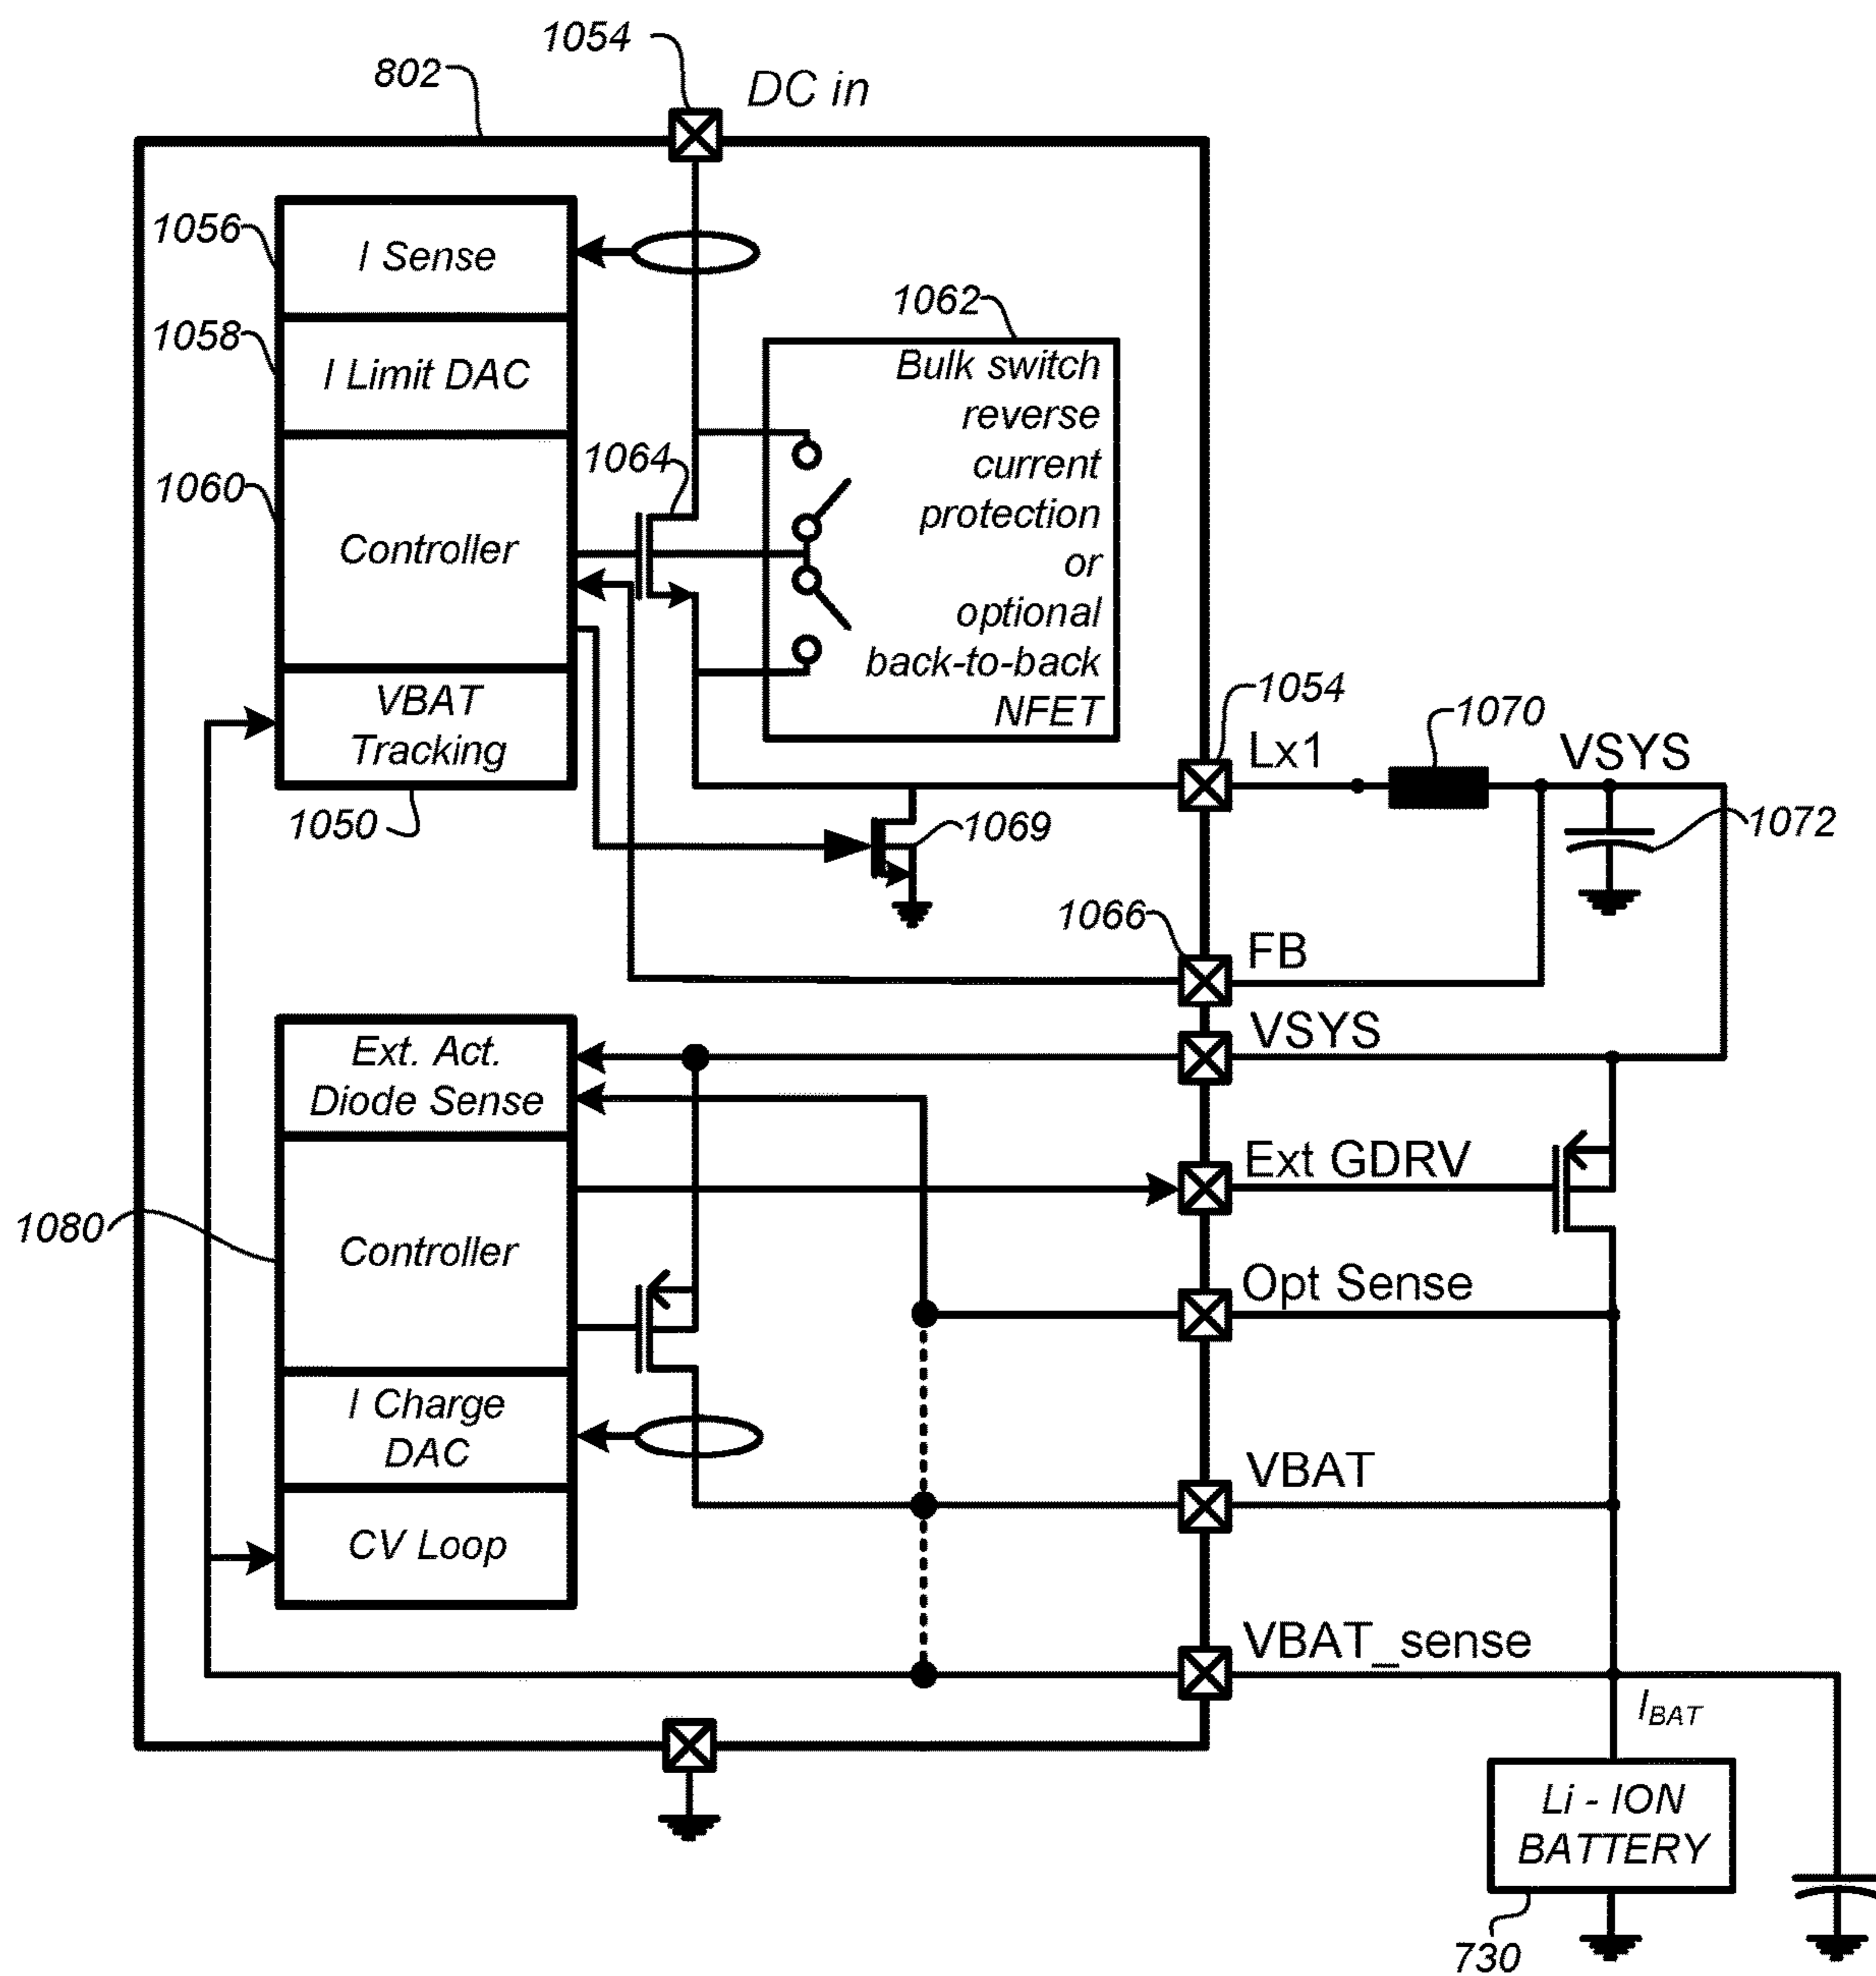 1054
DC in
802
1056
I Sense
1062
1058
I Limit DAC
Bulk switch
reverse
current
protection
or
optional
back-to-back
NFET
1064
1060
Controller
VBAT
Tracking
1050
1054
Lx1
1070
VSYS
1072
1069
1066
FB
VSYS
Ext. Act.
Diode Sense
Ext GDRV
1080
Controller
Opt Sense
I Charge
DAC
VBAT
CV Loop
VBAT_sense
IBAT
Li - ION
BATTERY
730